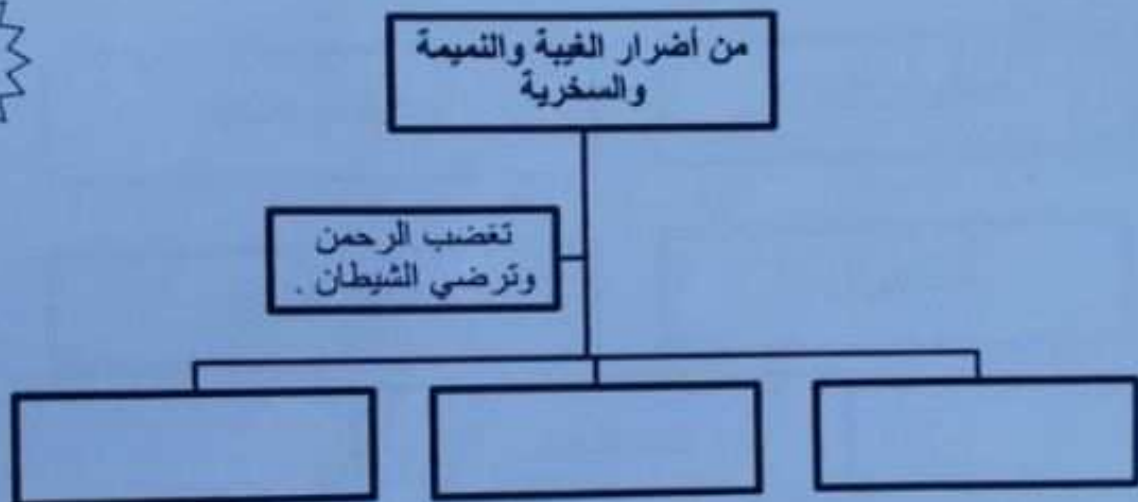 من أضرار الغيبة والنميمة
والسخرية
تغضب الرحمن
وترضي الشيطان .